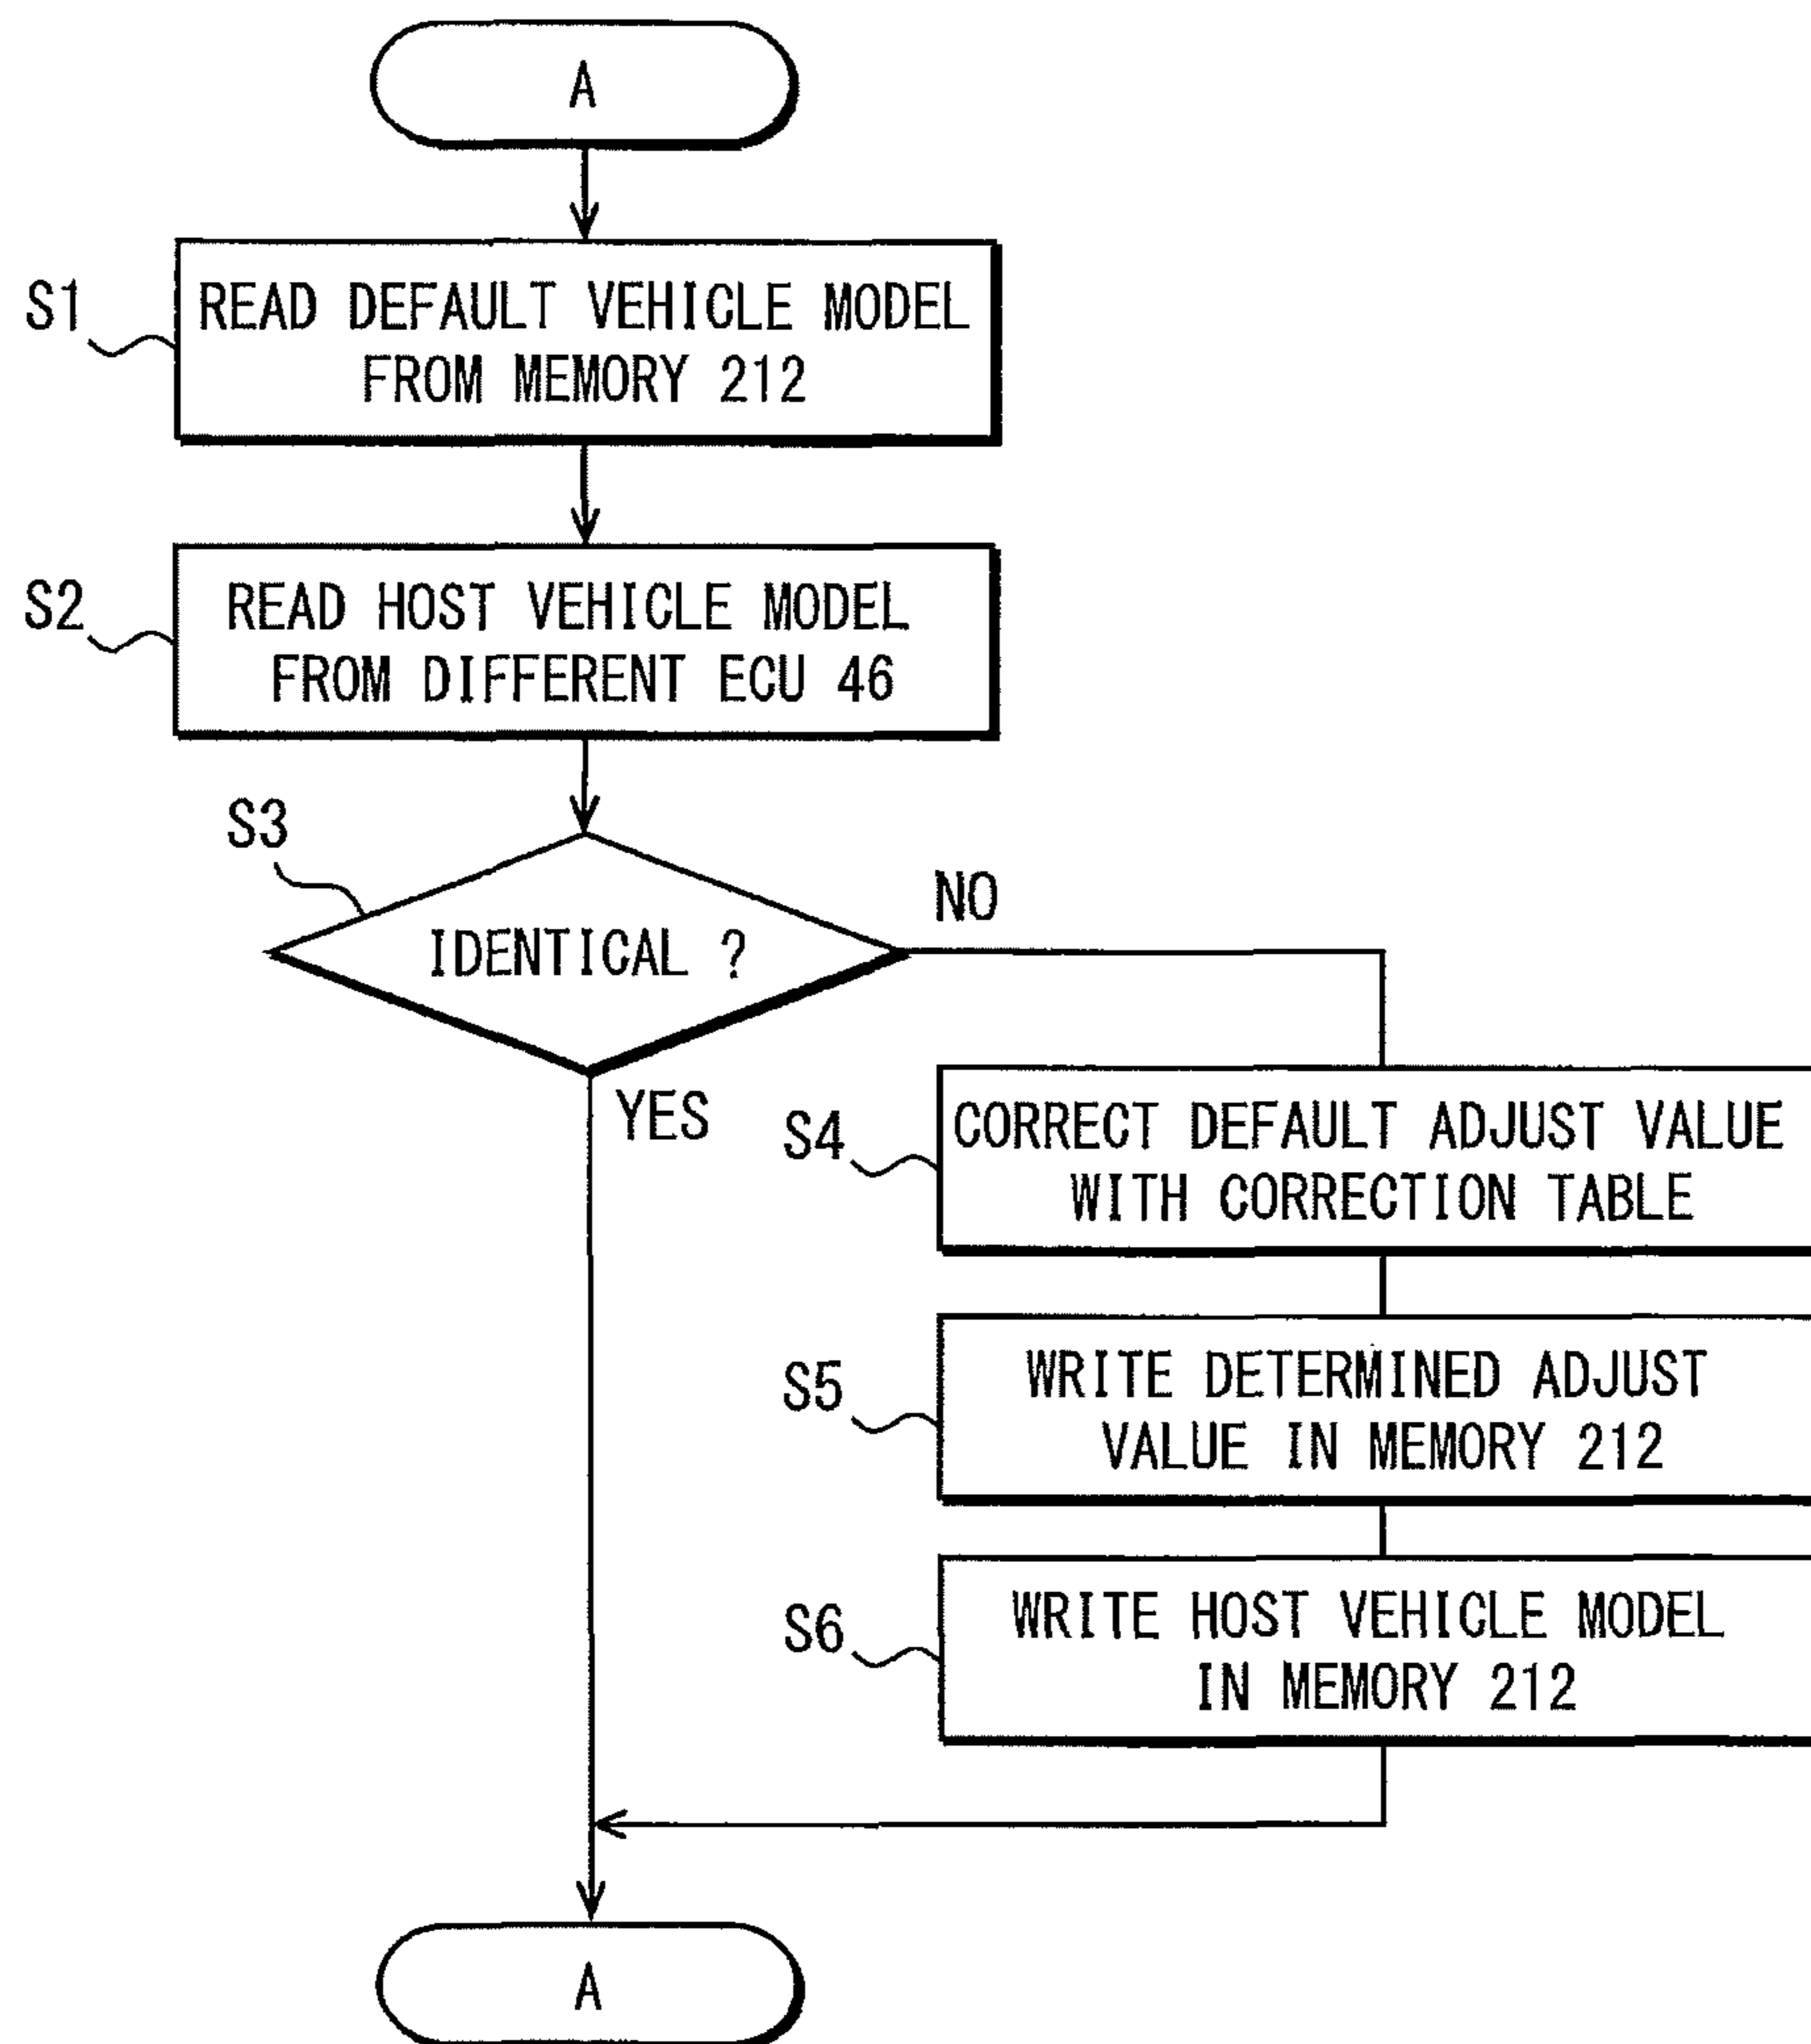 A
S1
READ DEFAULT VEHICLE MODEL
FROM MEMORY 212
S2
READ HOST VEHICLE MODEL
FROM DIFFERENT ECU 46
S3
IDENTICAL ?
NO
YES
S4
CORRECT DEFAULT ADJUST VALUE
WITH CORRECTION TABLE
S5
WRITE DETERMINED ADJUST
VALUE IN MEMORY 212
S6
WRITE HOST VEHICLE MODEL
IN MEMORY 212
A